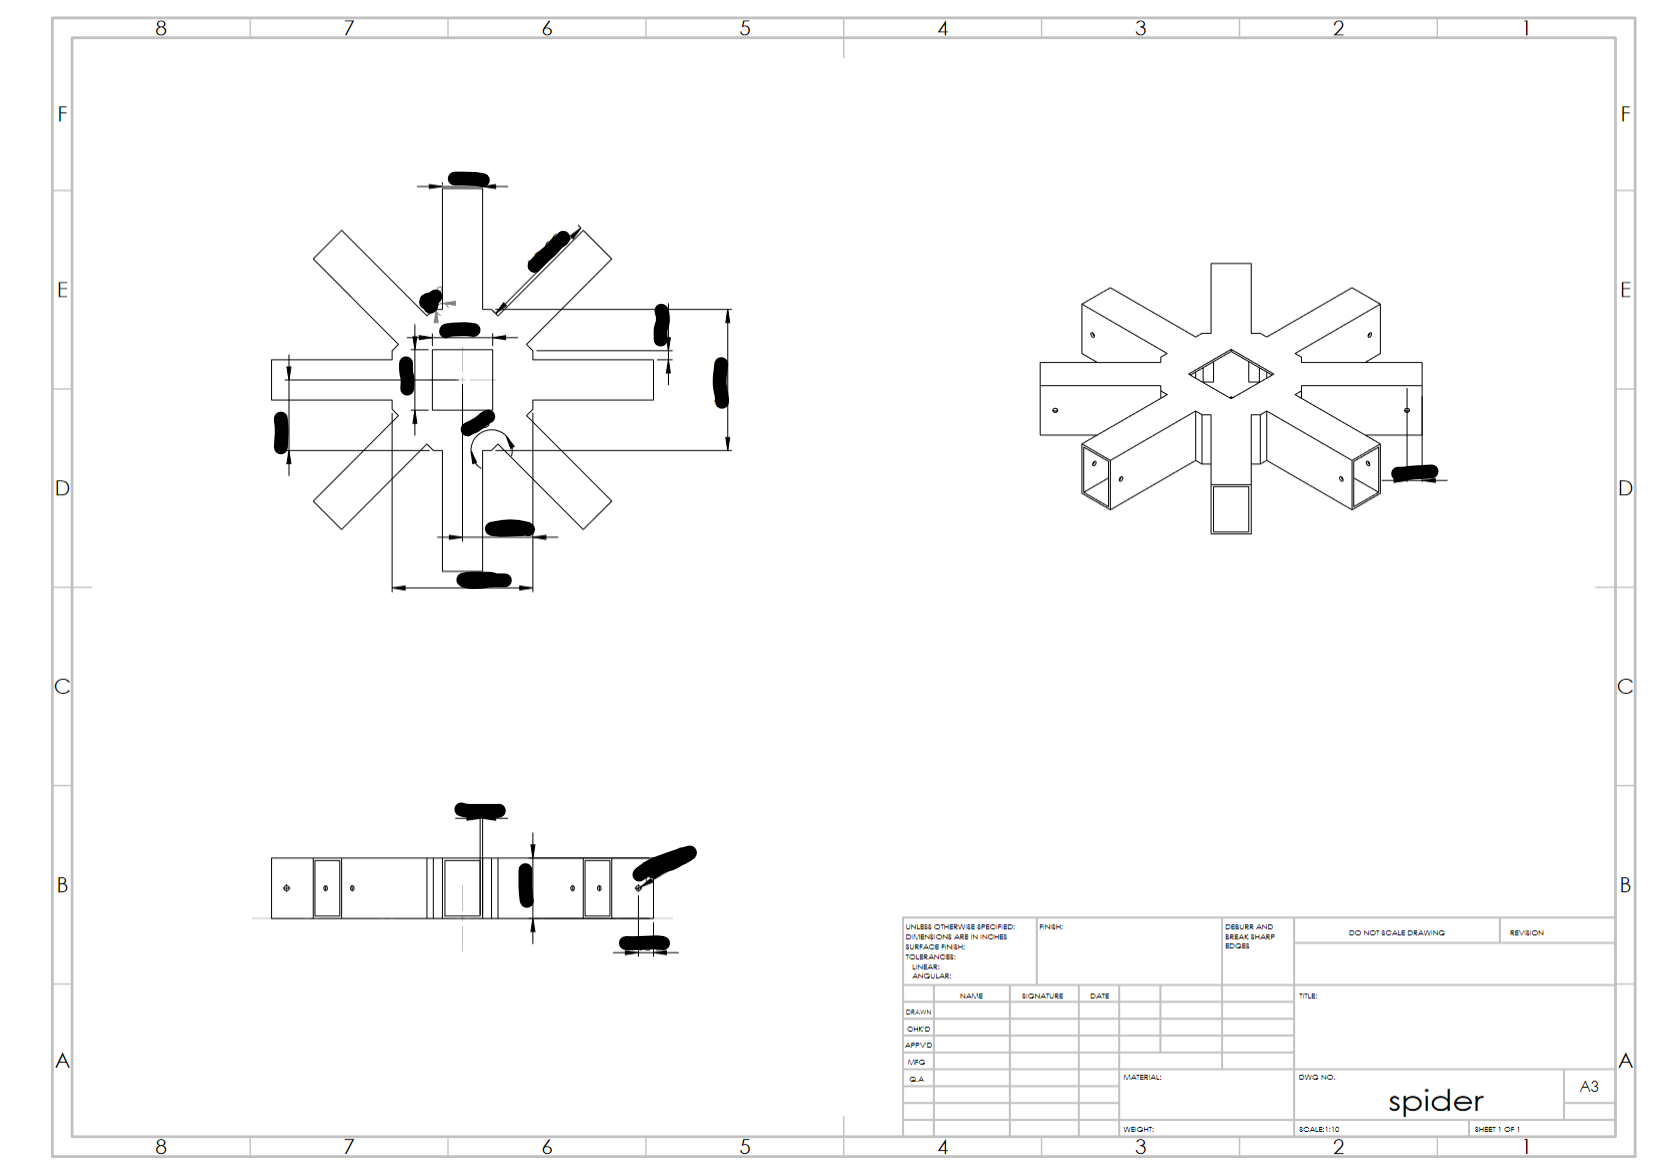 8 7 6 5 4 3 2 1
F F
E E
D D
C C
B B
A A
UNLESS OTHERWISE SPECIFIED:
DIMENSIONS ARE IN INCHES
SURFACE FINISH:
TOLERANCES:
LINEAR:
ANGULAR:
FINISH:
DEBURR AND
BREAK SHARP
EDGES
DO NOT SCALE DRAWING
REVISION
NAME SIGNATURE DATE
DRAWN
CHK'D
APPV'D
MFG
Q.A
TITLE:
MATERIAL:
DWG NO.
spider
A3
WEIGHT:
SCALE:1:10
SHEET 1 OF 1
8 7 6 5 4 3 2 1